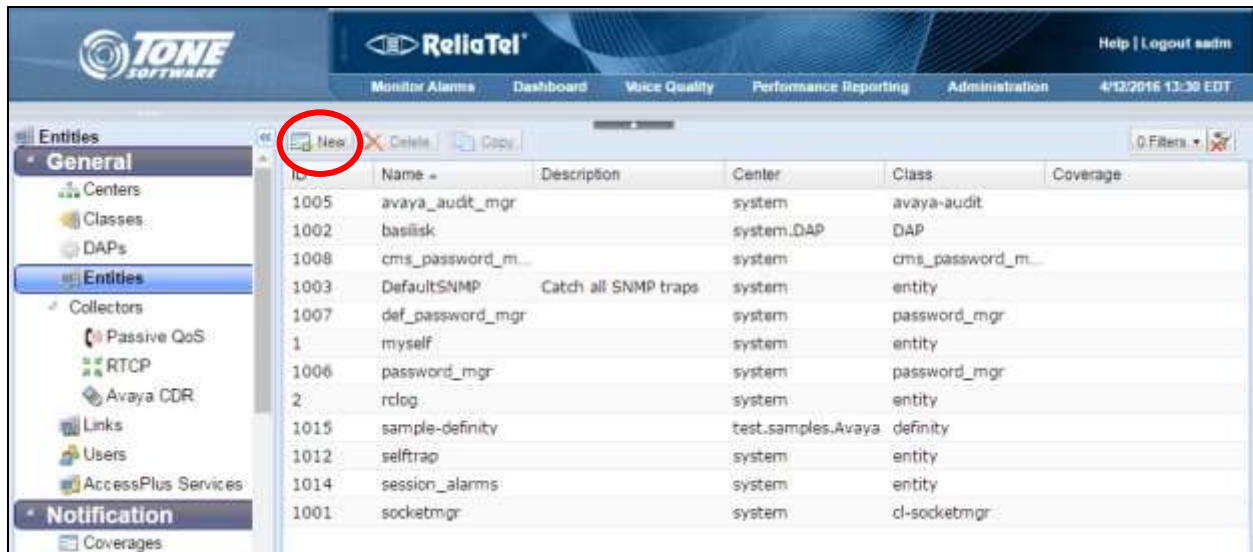 TONE SOFTWARE
ReliaTel
Help | Logout sadm
Monitor Alarms Dashboard Voice Quality Performance Reporting Administration 4/12/2016 13:30 EDT
Entities
New Delete Copy 0 Filters
General
Centers
Classes
DAPs
Entities
Collectors
Passive QoS
RTCP
Avaya CDR
Links
Users
AccessPlus Services
Notification
Coverages
ID Name Description Center Class Coverage
1005 avaya_audit_mgr system avaya-audit
1002 basilisk system.DAP DAP
1008 cms_password_m... system cms_password_m...
1003 DefaultSNMP Catch all SNMP traps system entity
1007 def_password_mgr system password_mgr
1 myself system entity
1006 password_mgr system password_mgr
2 rclog system entity
1015 sample-definity test.samples.Avaya definity
1012 selftrap system entity
1014 session_alarms system entity
1001 socketmgr system cl-socketmgr